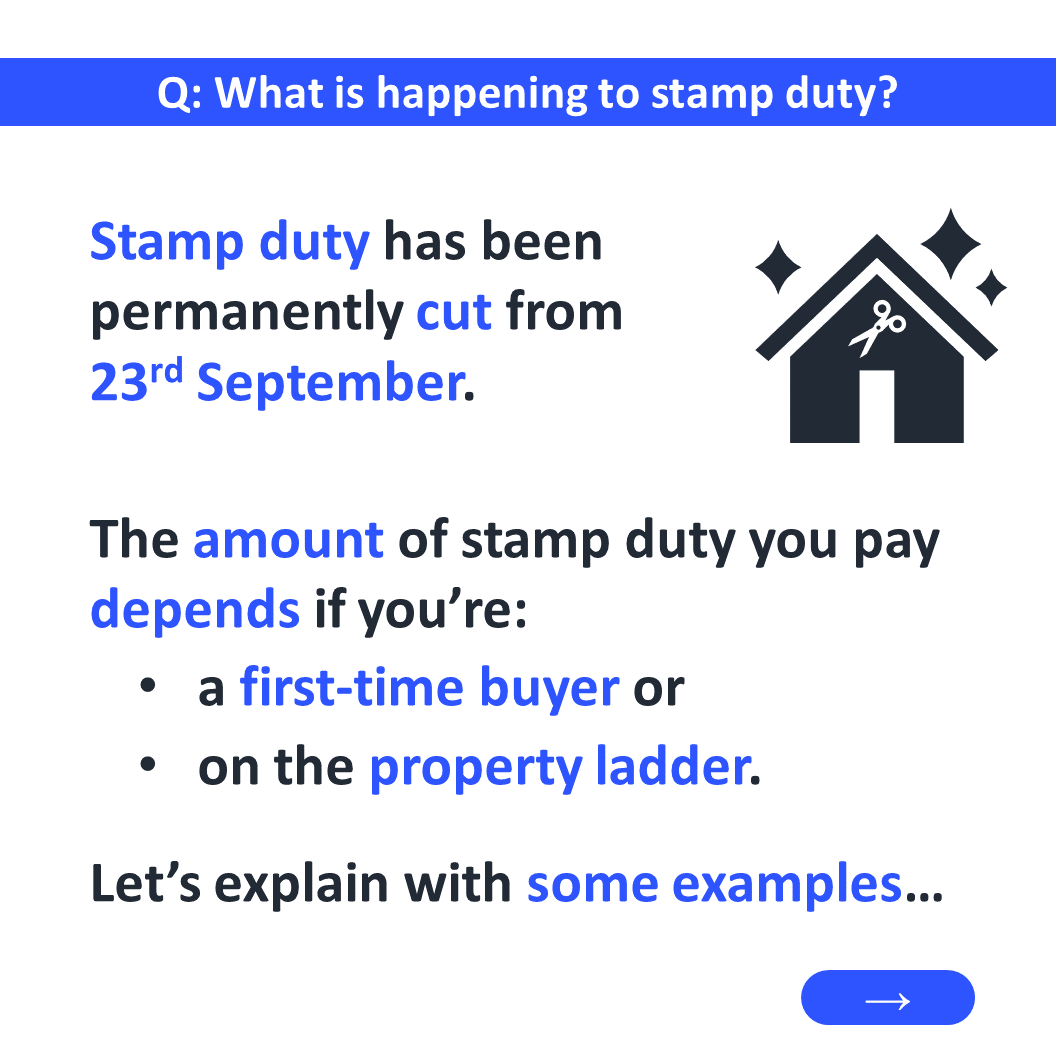 Q: What is happening to stamp duty?
Stamp duty has been
permanently cut from
23rd September.
The amount of stamp duty you pay
depends if you’re:
• a first-time buyer or
• on the property ladder.
Let’s explain with some examples…
→